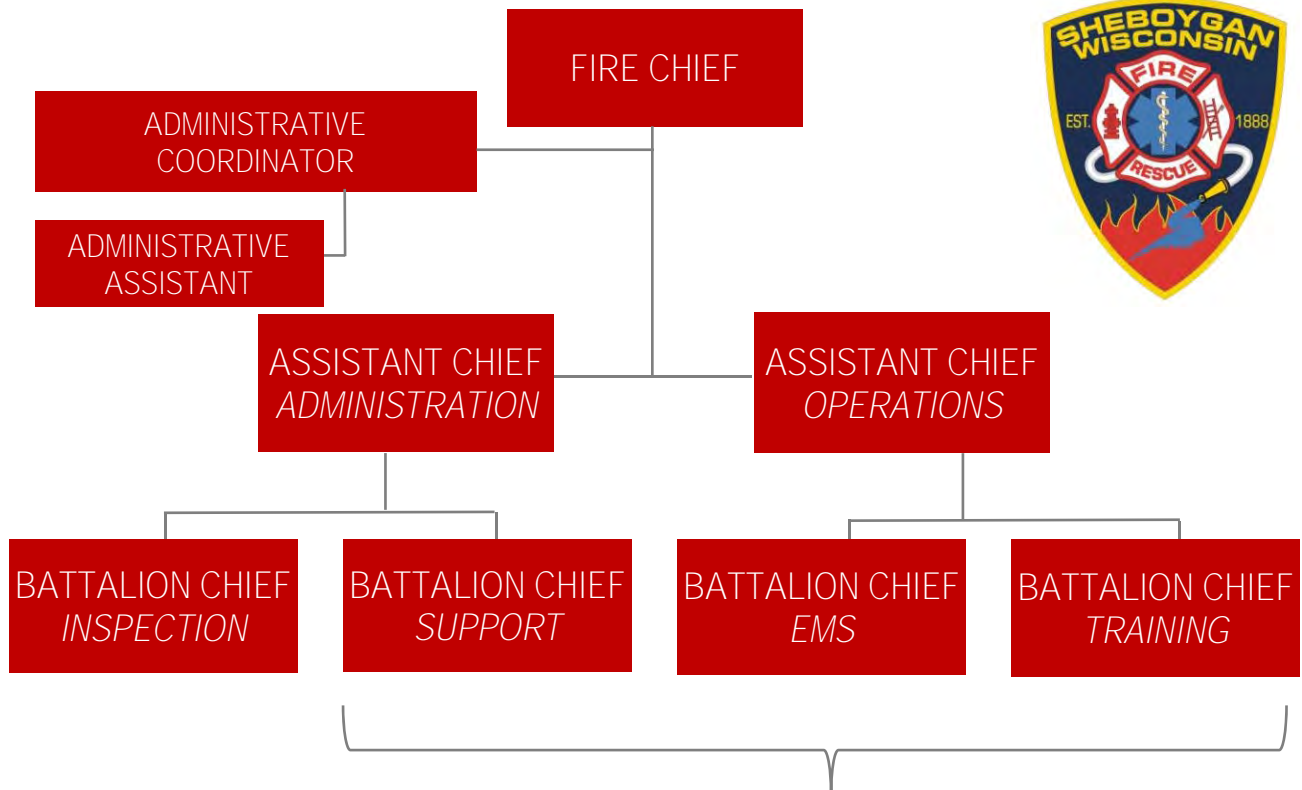 FIRE CHIEF
SHEBOYGAN
WISCONSIN
FIRE
EST.
1888
RESCUE
ADMINISTRATIVE
COORDINATOR
ADMINISTRATIVE
ASSISTANT
ASSISTANT CHIEF
ADMINISTRATION
ASSISTANT CHIEF
OPERATIONS
BATTALION CHIEF
INSPECTION
BATTALION CHIEF
SUPPORT
BATTALION CHIEF
EMS
BATTALION CHIEF
TRAINING